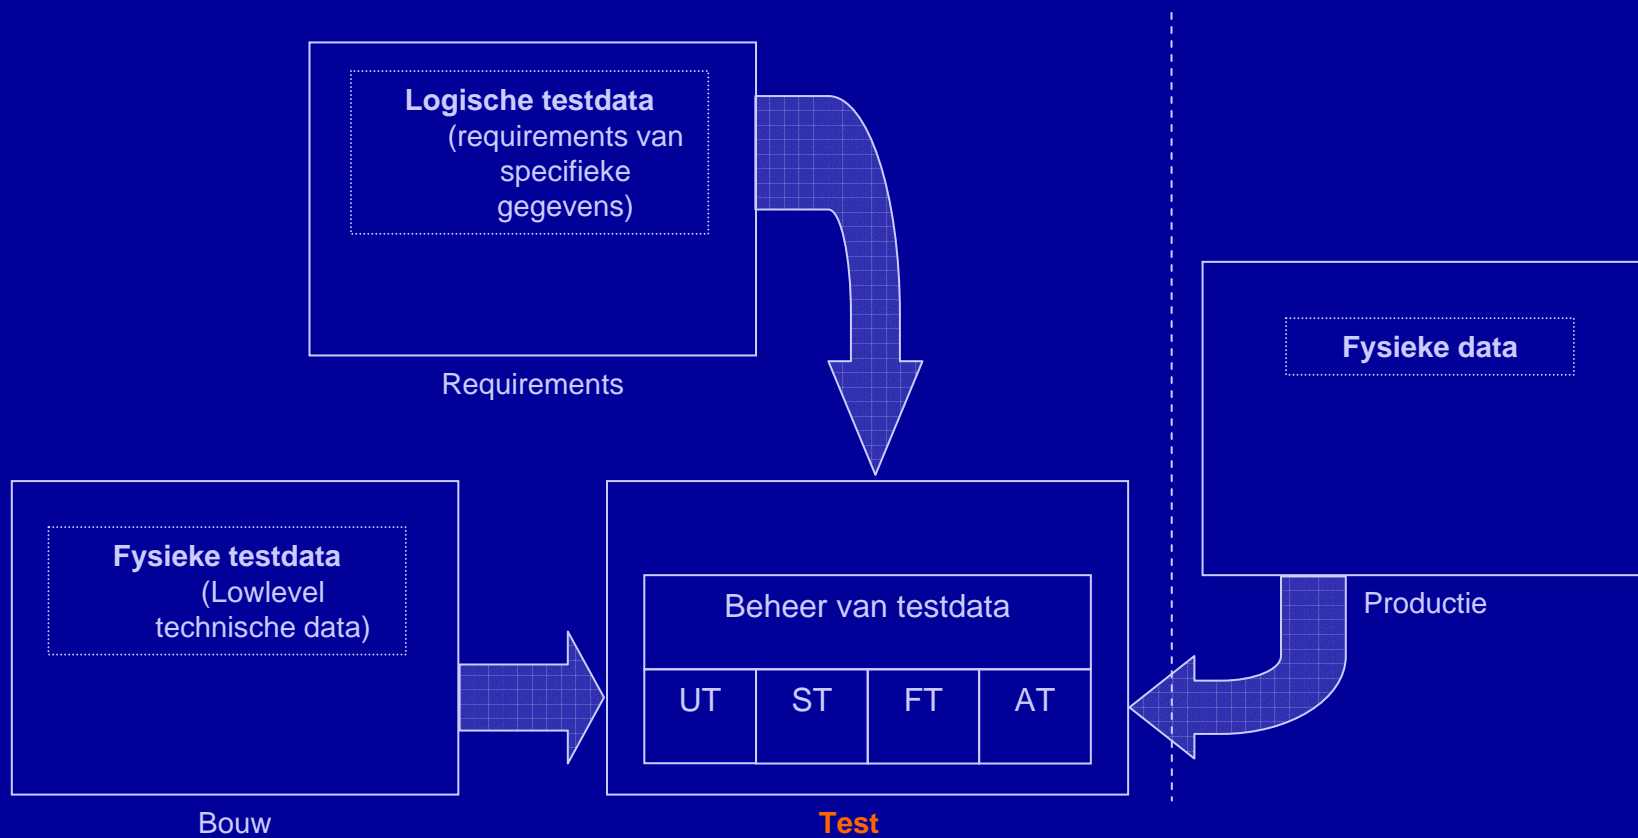 Logische testdata
(requirements van
specifieke
gegevens)
Requirements
Fysieke data
Productie
Fysieke testdata
(Lowlevel
technische data)
Bouw
Beheer van testdata
UT ST FT AT
Test